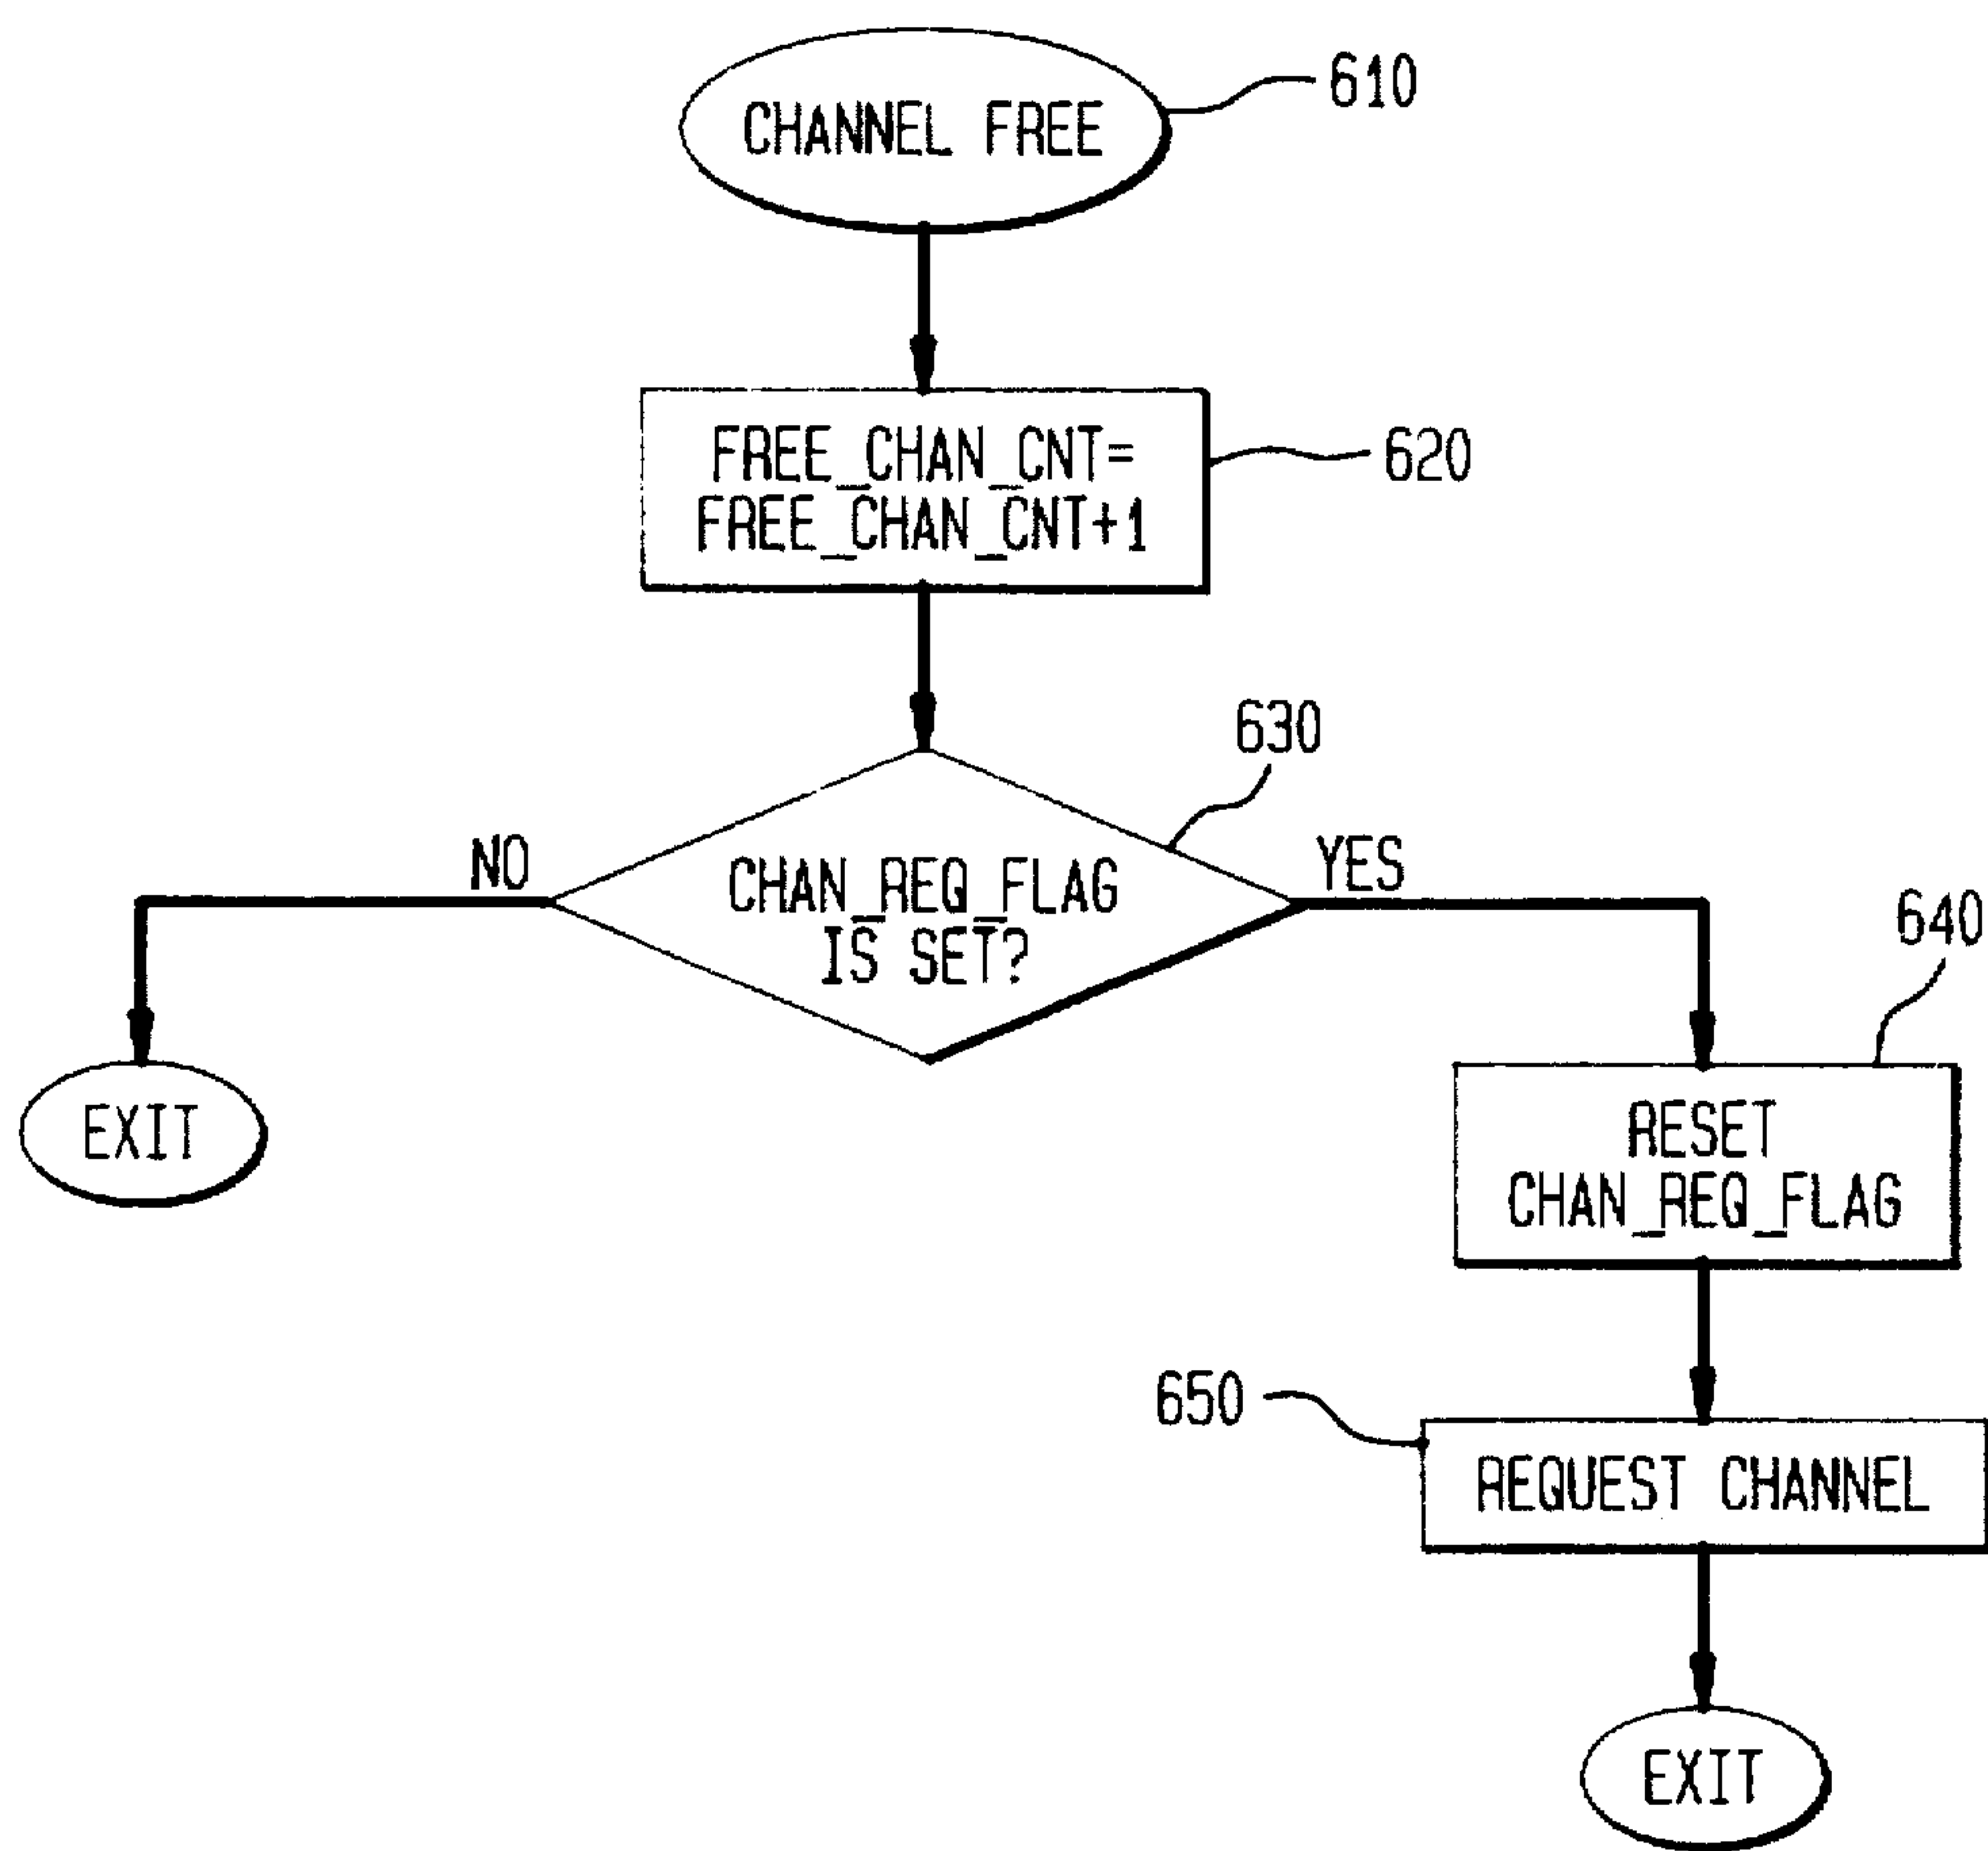 CHANNEL FREE
610
FREE_CHAN_CNT=
FREE_CHAN_CNT+1
620
630
NO
CHAN_REQ_FLAG
IS SET?
YES
640
EXIT
RESET
CHAN_REQ_FLAG
650
REQUEST CHANNEL
EXIT